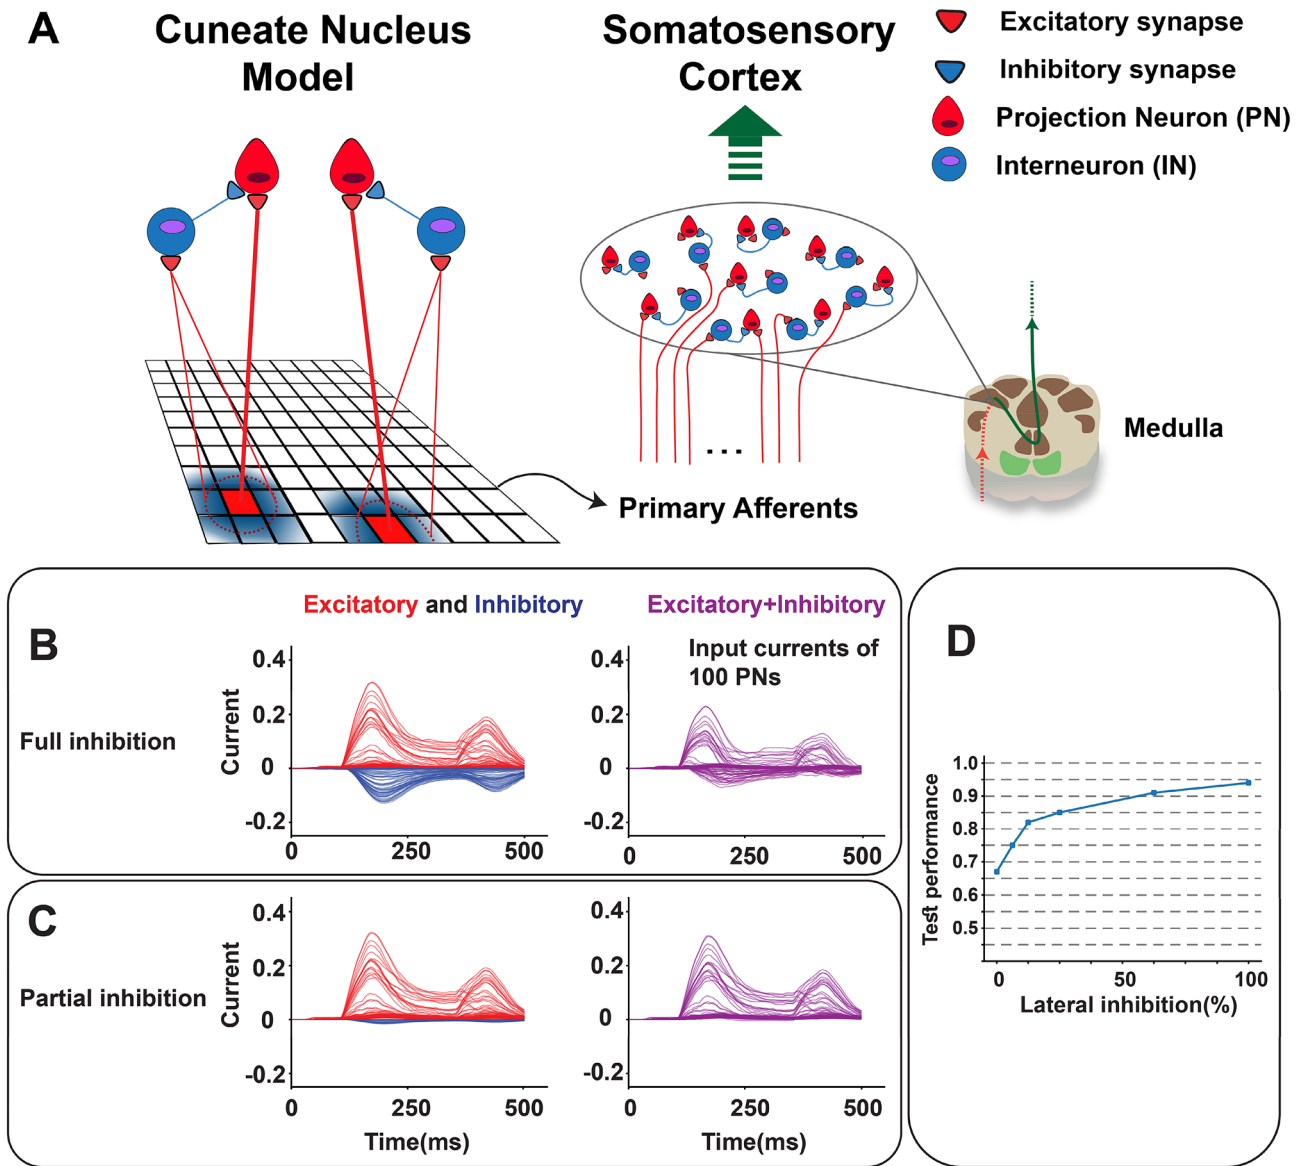 A
Cuneate Nucleus
Model
Somatosensory
Cortex
Excitatory synapse
Inhibitory synapse
Projection Neuron (PN)
Interneuron (IN)
...
Medulla
Primary Afferents
B
Excitatory and Inhibitory
Excitatory+Inhibitory
Input currents of
100 PNs
Full inhibition
Current
0.4
0.2
0
-0.2
0 250 500
0.4
0.2
0
-0.2
0 250 500
C
Partial inhibition
Current
0.4
0.2
0
-0.2
0 250 500
Time(ms)
0.4
0.2
0
-0.2
0 250 500
Time(ms)
D
Test performance
1.0
0.9
0.8
0.7
0.6
0.5
0 50 100
Lateral inhibition(%)